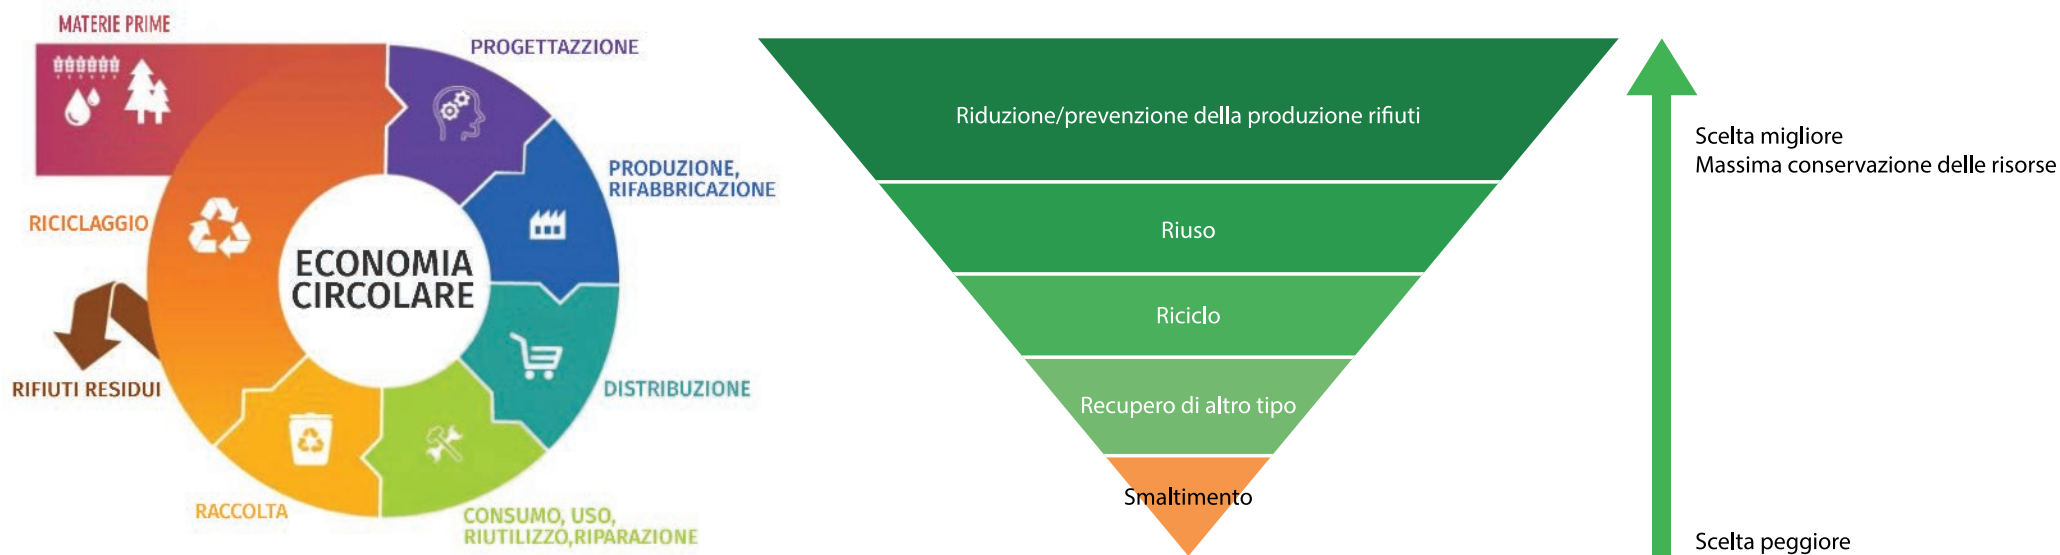 MATERIE PRIME
PROGETTAZZIONE
PRODUZIONE,
RIFABBRICAZIONE
RICICLAGGIO
ECONOMIA
CIRCOLARE
RIFIUTI RESIDUI
DISTRIBUZIONE
RACCOLTA
CONSUMO, USO,
RIUTILIZZO,RIPARAZIONE
Riduzione/prevenzione della produzione rifiuti
Riuso
Riciclo
Recupero di altro tipo
Smaltimento
Scelta migliore
Massima conservazione delle risorse
Scelta peggiore